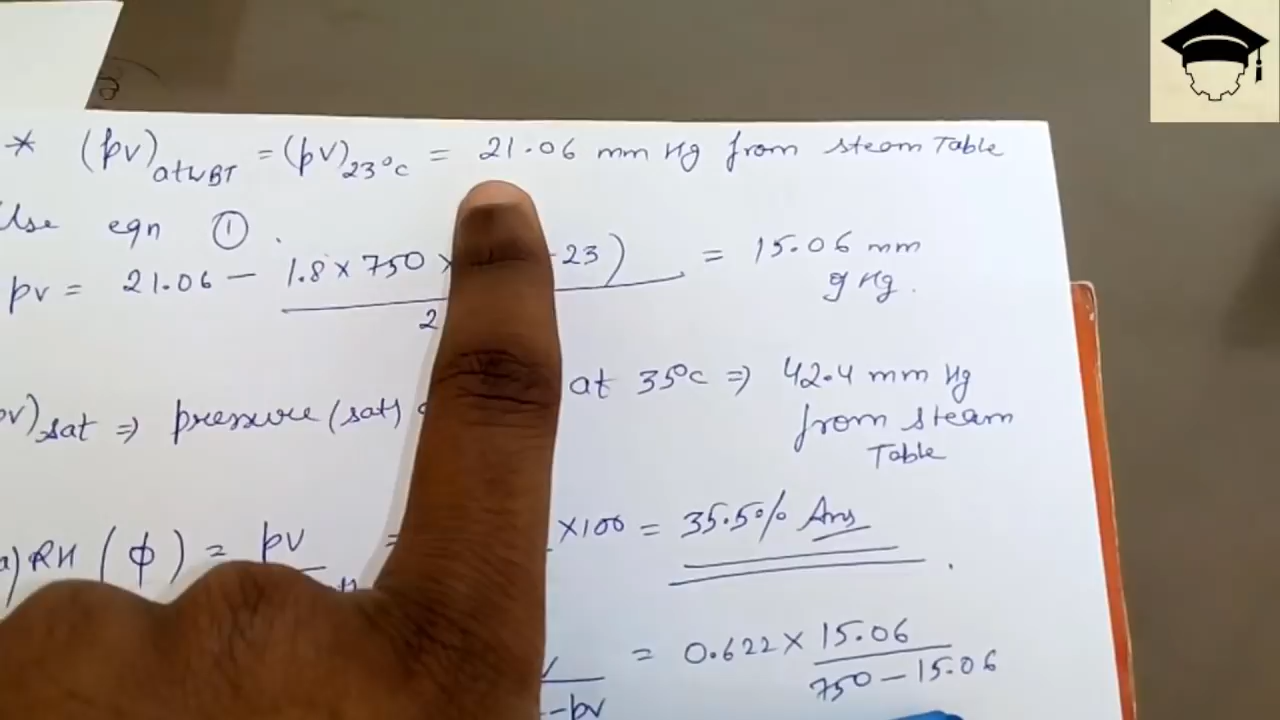 * (pv) at WBT = (pv) 23°c = 21.06 mm Hg from steam Table
Use eqn ① .
pv = 21.06 - 1.8 x 750 x -23) = 15.06 mm
2
g Hg.
pv)sat ⇒ pressure (sat) at 35°c ⇒ 42.4 mm Hg
from steam
Table
a) RH (ϕ) = pv = x100 = 35.5% Ans
= 0.622 x 15.06
750 - 15.06
- pv